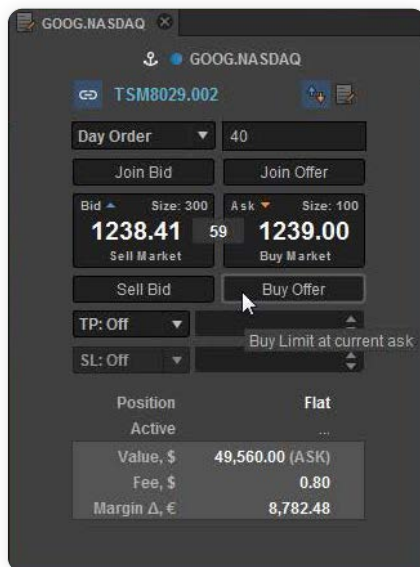 GOOG.NASDAQ
GOOG.NASDAQ
TSM8029.002
Day Order 40
Join Bid Join Offer
Bid Size: 300 Ask Size: 100
1238.41 59 1239.00
Sell Market Buy Market
Sell Bid Buy Offer
TP: Off
Buy Limit at current ask
SL: Off
Position Flat
Active ...
Value, $ 49,560.00 (ASK)
Fee, $ 0.80
Margin Δ, € 8,782.48